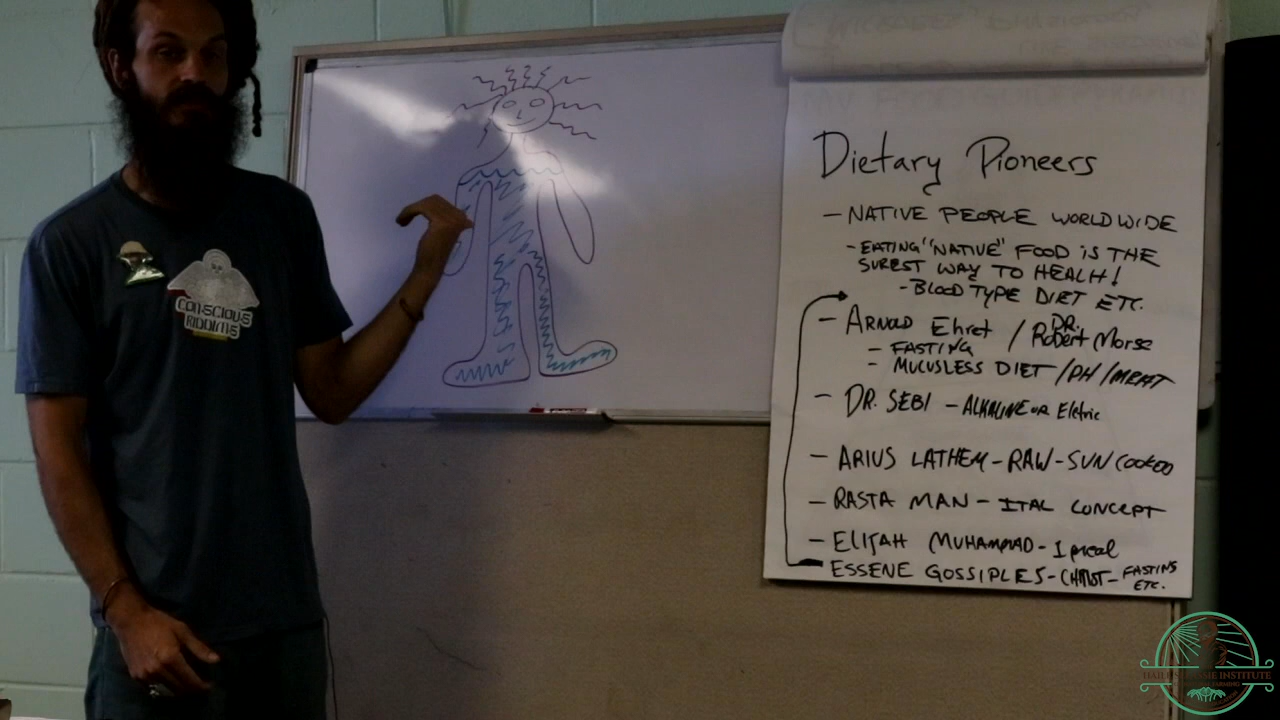 Dietary Pioneers
- NATIVE PEOPLE WORLDWIDE
- EATING "NATIVE" FOOD IS THE
SUREST WAY TO HEALH!
- BLOOD TYPE DIET ETC.
- ARNOLD Ehret / DR. Robert Morse
- FASTING
- MUCUSLESS DIET / PH / MEAT
- DR. SEBI - ALKALINE OR Eletric
- ARIUS LATHEM - RAW - SUN COOKED
- RASTA MAN - ITAL CONCEPT
- ELIJAH MUHAMMAD - 1 meal
ESSENE GOSSIPLES - CHRIST - FASTING
ETC.
CONSCIOUS
RIDDIMS
INSTITUTE